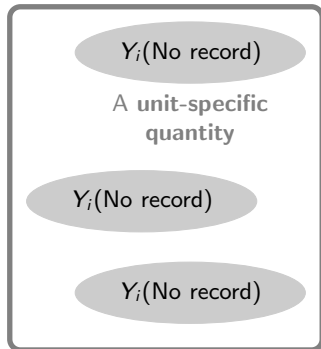 Yᵢ(No record)
A unit-specific
quantity
Yᵢ(No record)
Yᵢ(No record)